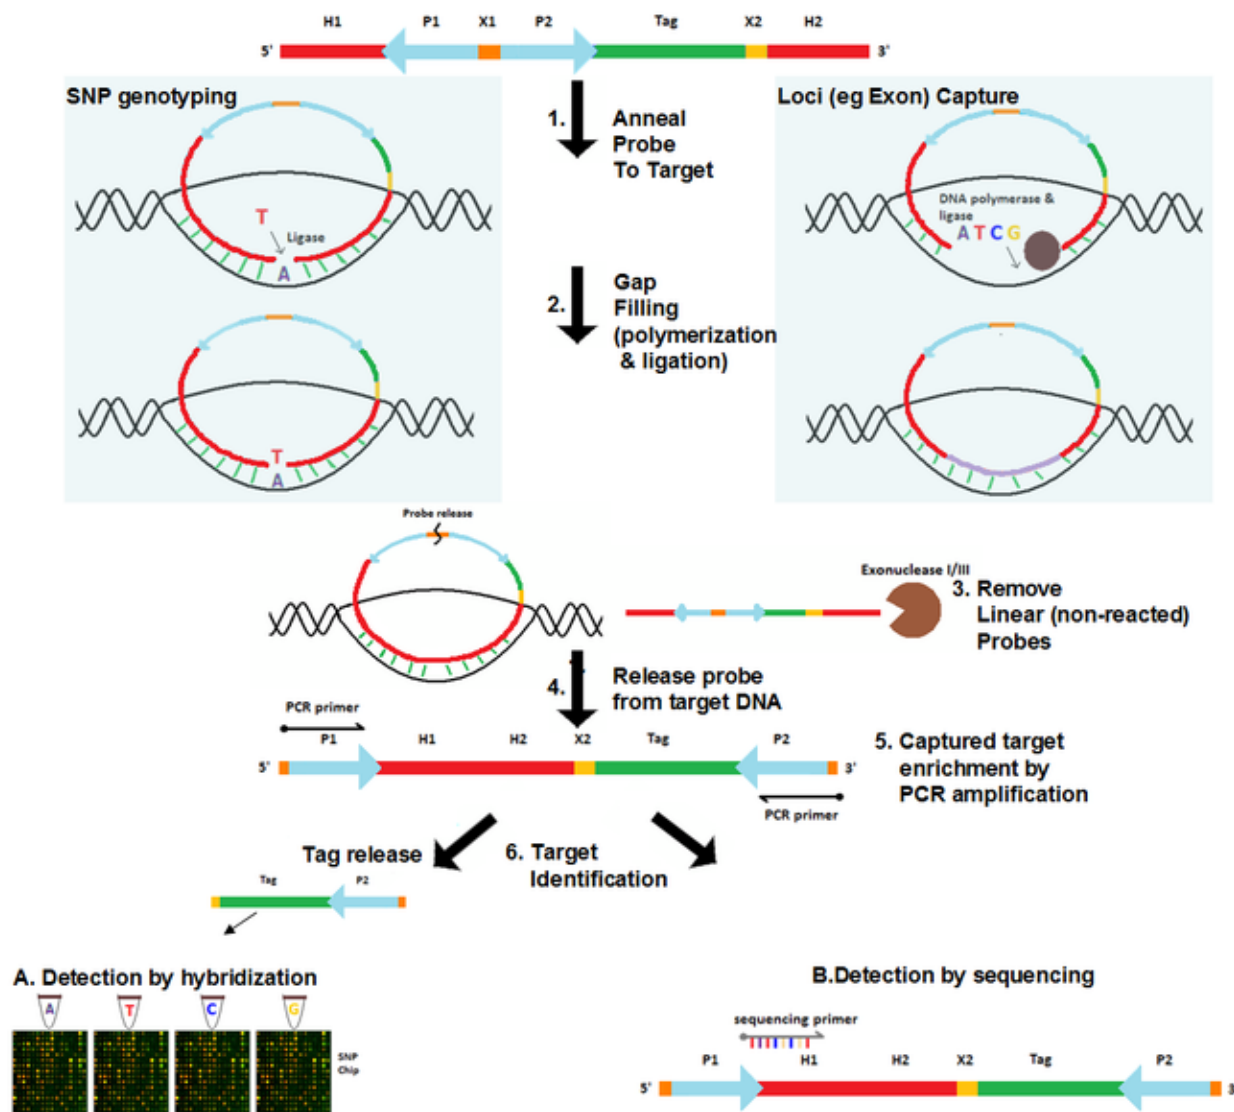 H1 P1 X1 P2 Tag X2 H2
5' 3'
SNP genotyping
T
Ligase
A
T
A
1. Anneal
Probe
To Target
2. Gap
Filling
(polymerization
& ligation)
Loci (eg Exon) Capture
DNA polymerase &
ligase
A T C G
Probe release
Exonuclease I/III
3. Remove
Linear (non-reacted)
Probes
4. Release probe
from target DNA
PCR primer
P1 H1 H2 X2 Tag P2
5' 3'
PCR primer
5. Captured target
enrichment by
PCR amplification
6. Target
Identification
Tag release
Tag P2
A. Detection by hybridization
A T C G
SNP
Chip
B.Detection by sequencing
sequencing primer
P1 H1 H2 X2 Tag P2
5' 3'